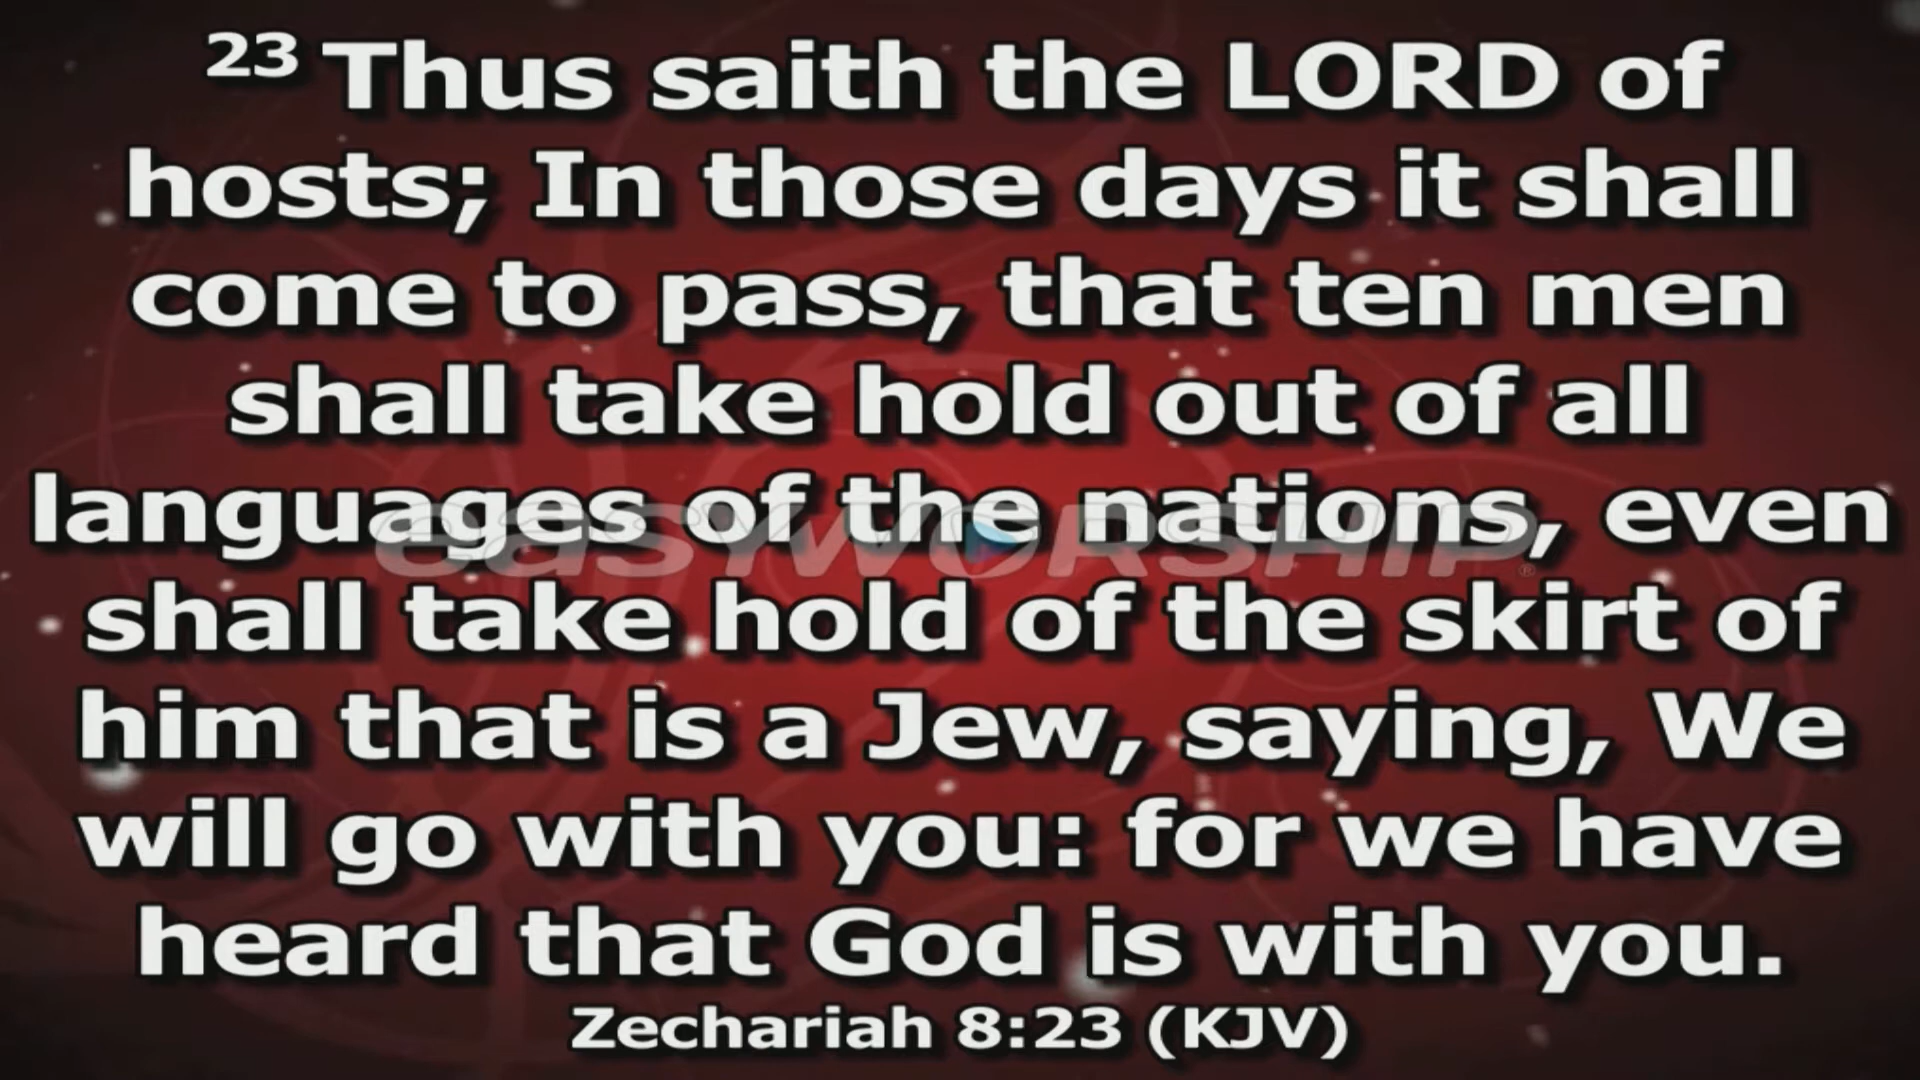 23 Thus saith the LORD of
hosts; In those days it shall
come to pass, that ten men
shall take hold out of all
languages of the nations, even
easyworship®
shall take hold of the skirt of
him that is a Jew, saying, We
will go with you: for we have
heard that God is with you.
Zechariah 8:23 (KJV)